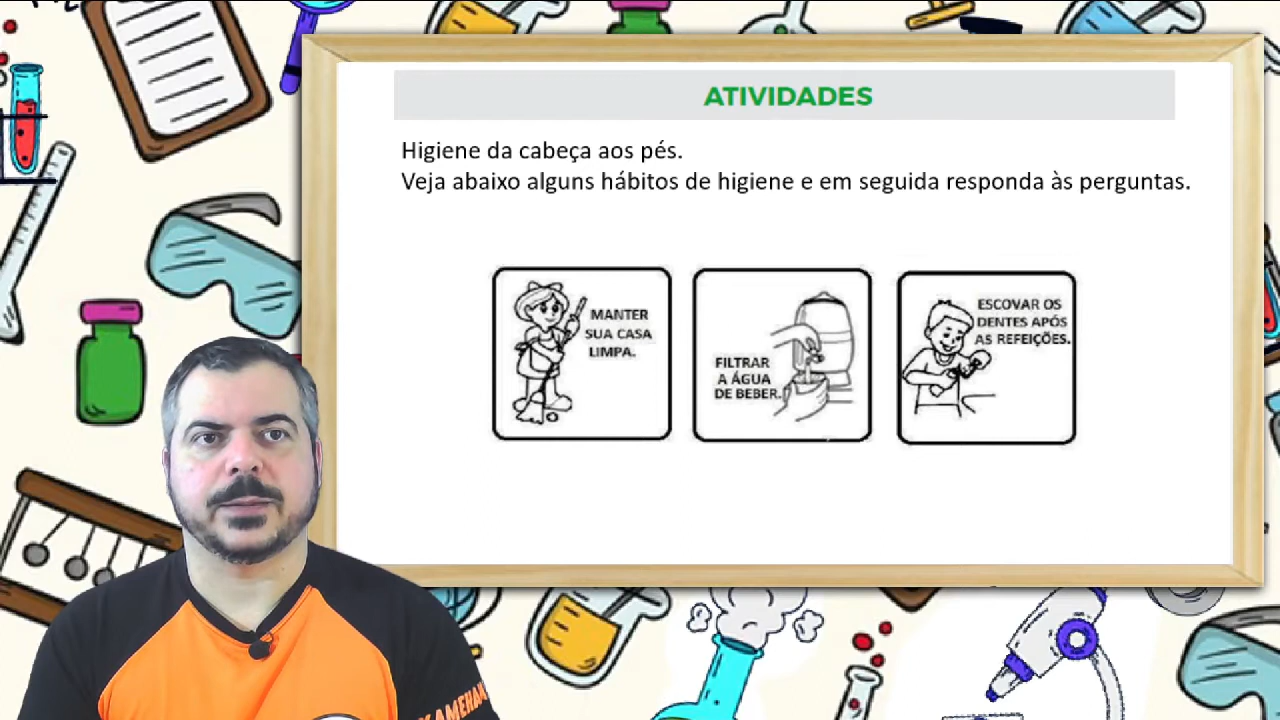 ATIVIDADES
Higiene da cabeça aos pés.
Veja abaixo alguns hábitos de higiene e em seguida responda às perguntas.
MANTER
SUA CASA
LIMPA.
FILTRAR
A ÁGUA
DE BEBER.
ESCOVAR OS
DENTES APÓS
AS REFEIÇÕES.